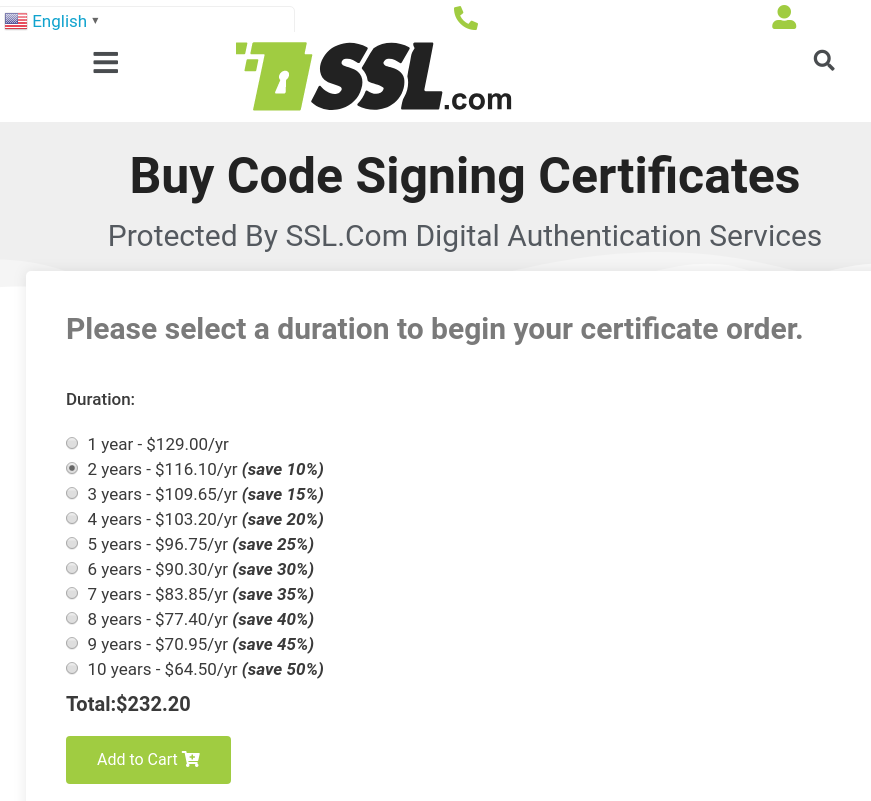 English ▼
SSL.com
Buy Code Signing Certificates
Protected By SSL.Com Digital Authentication Services
Please select a duration to begin your certificate order.
Duration:
1 year - $129.00/yr
2 years - $116.10/yr (save 10%)
3 years - $109.65/yr (save 15%)
4 years - $103.20/yr (save 20%)
5 years - $96.75/yr (save 25%)
6 years - $90.30/yr (save 30%)
7 years - $83.85/yr (save 35%)
8 years - $77.40/yr (save 40%)
9 years - $70.95/yr (save 45%)
10 years - $64.50/yr (save 50%)
Total:$232.20
Add to Cart